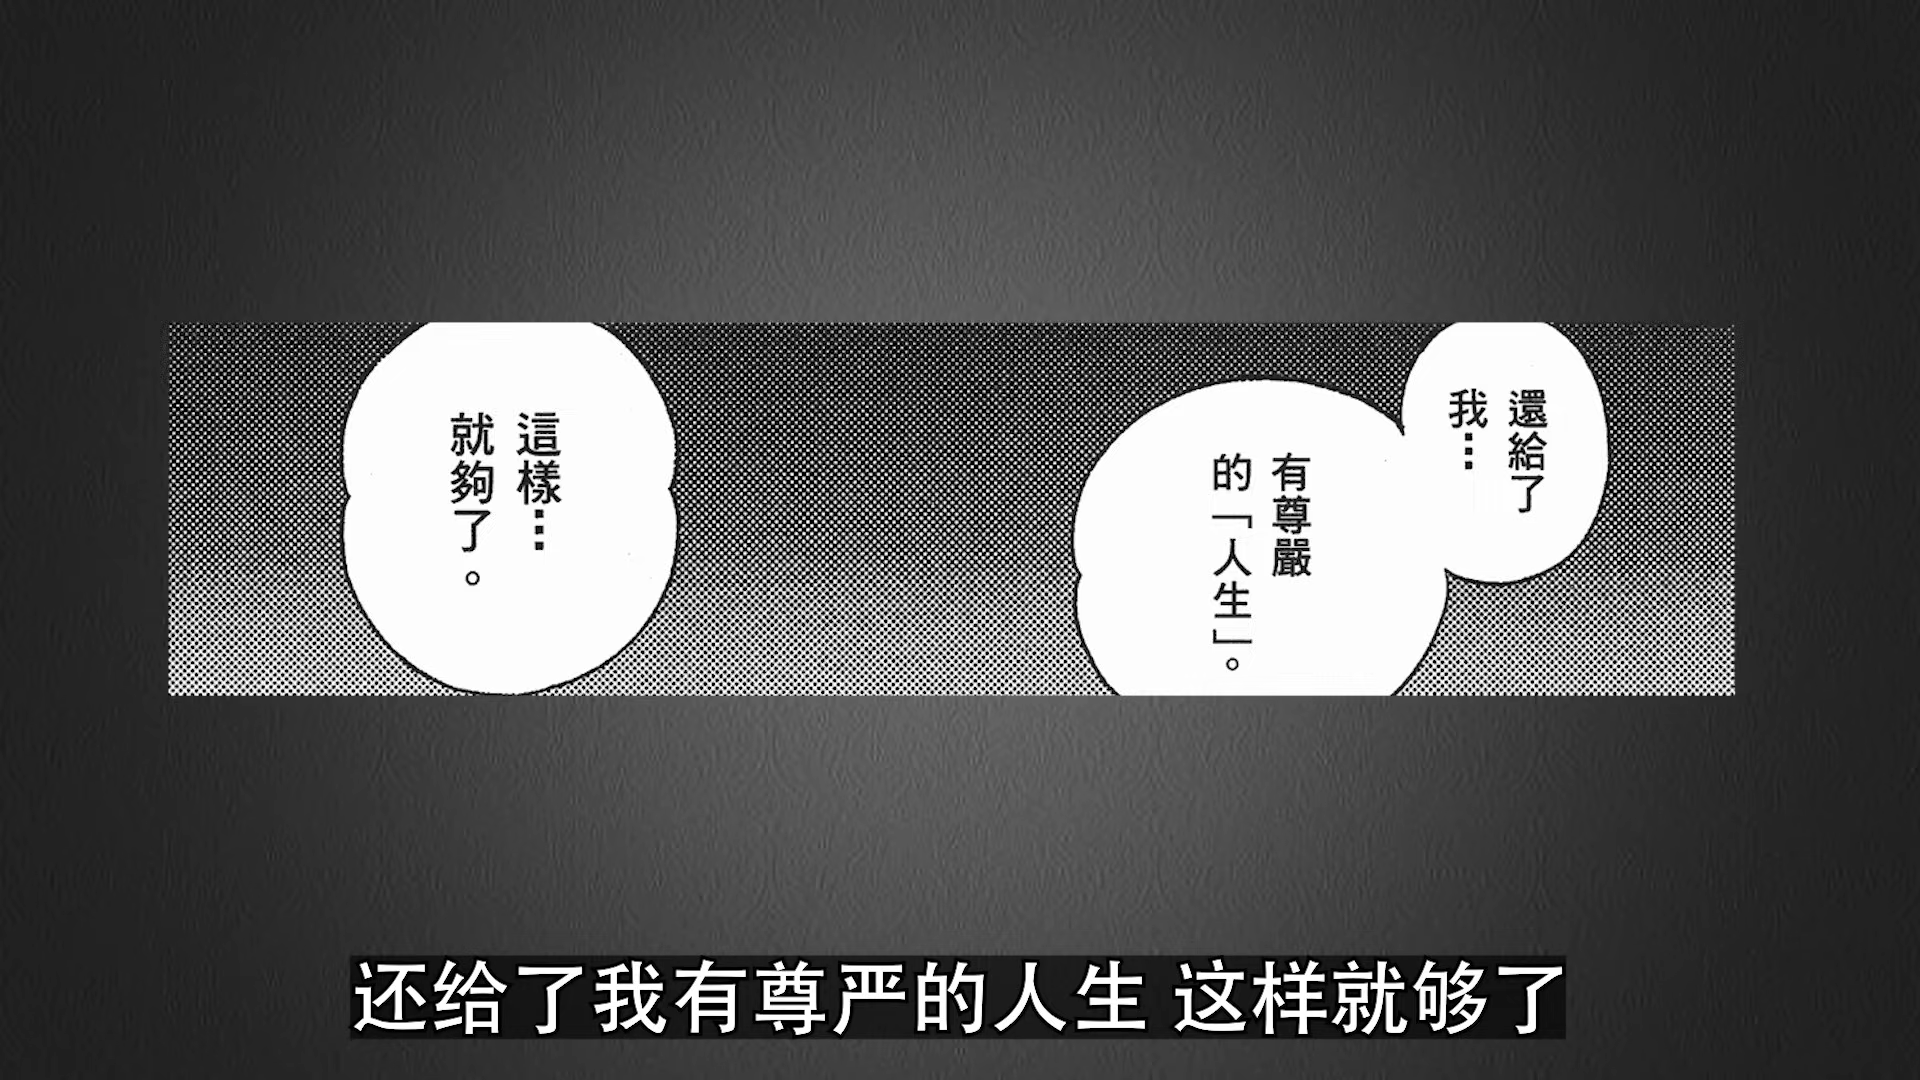 還給了
我…
有尊嚴
的「人生」。
這樣…
就夠了。
还给了我有尊严的人生 这样就够了